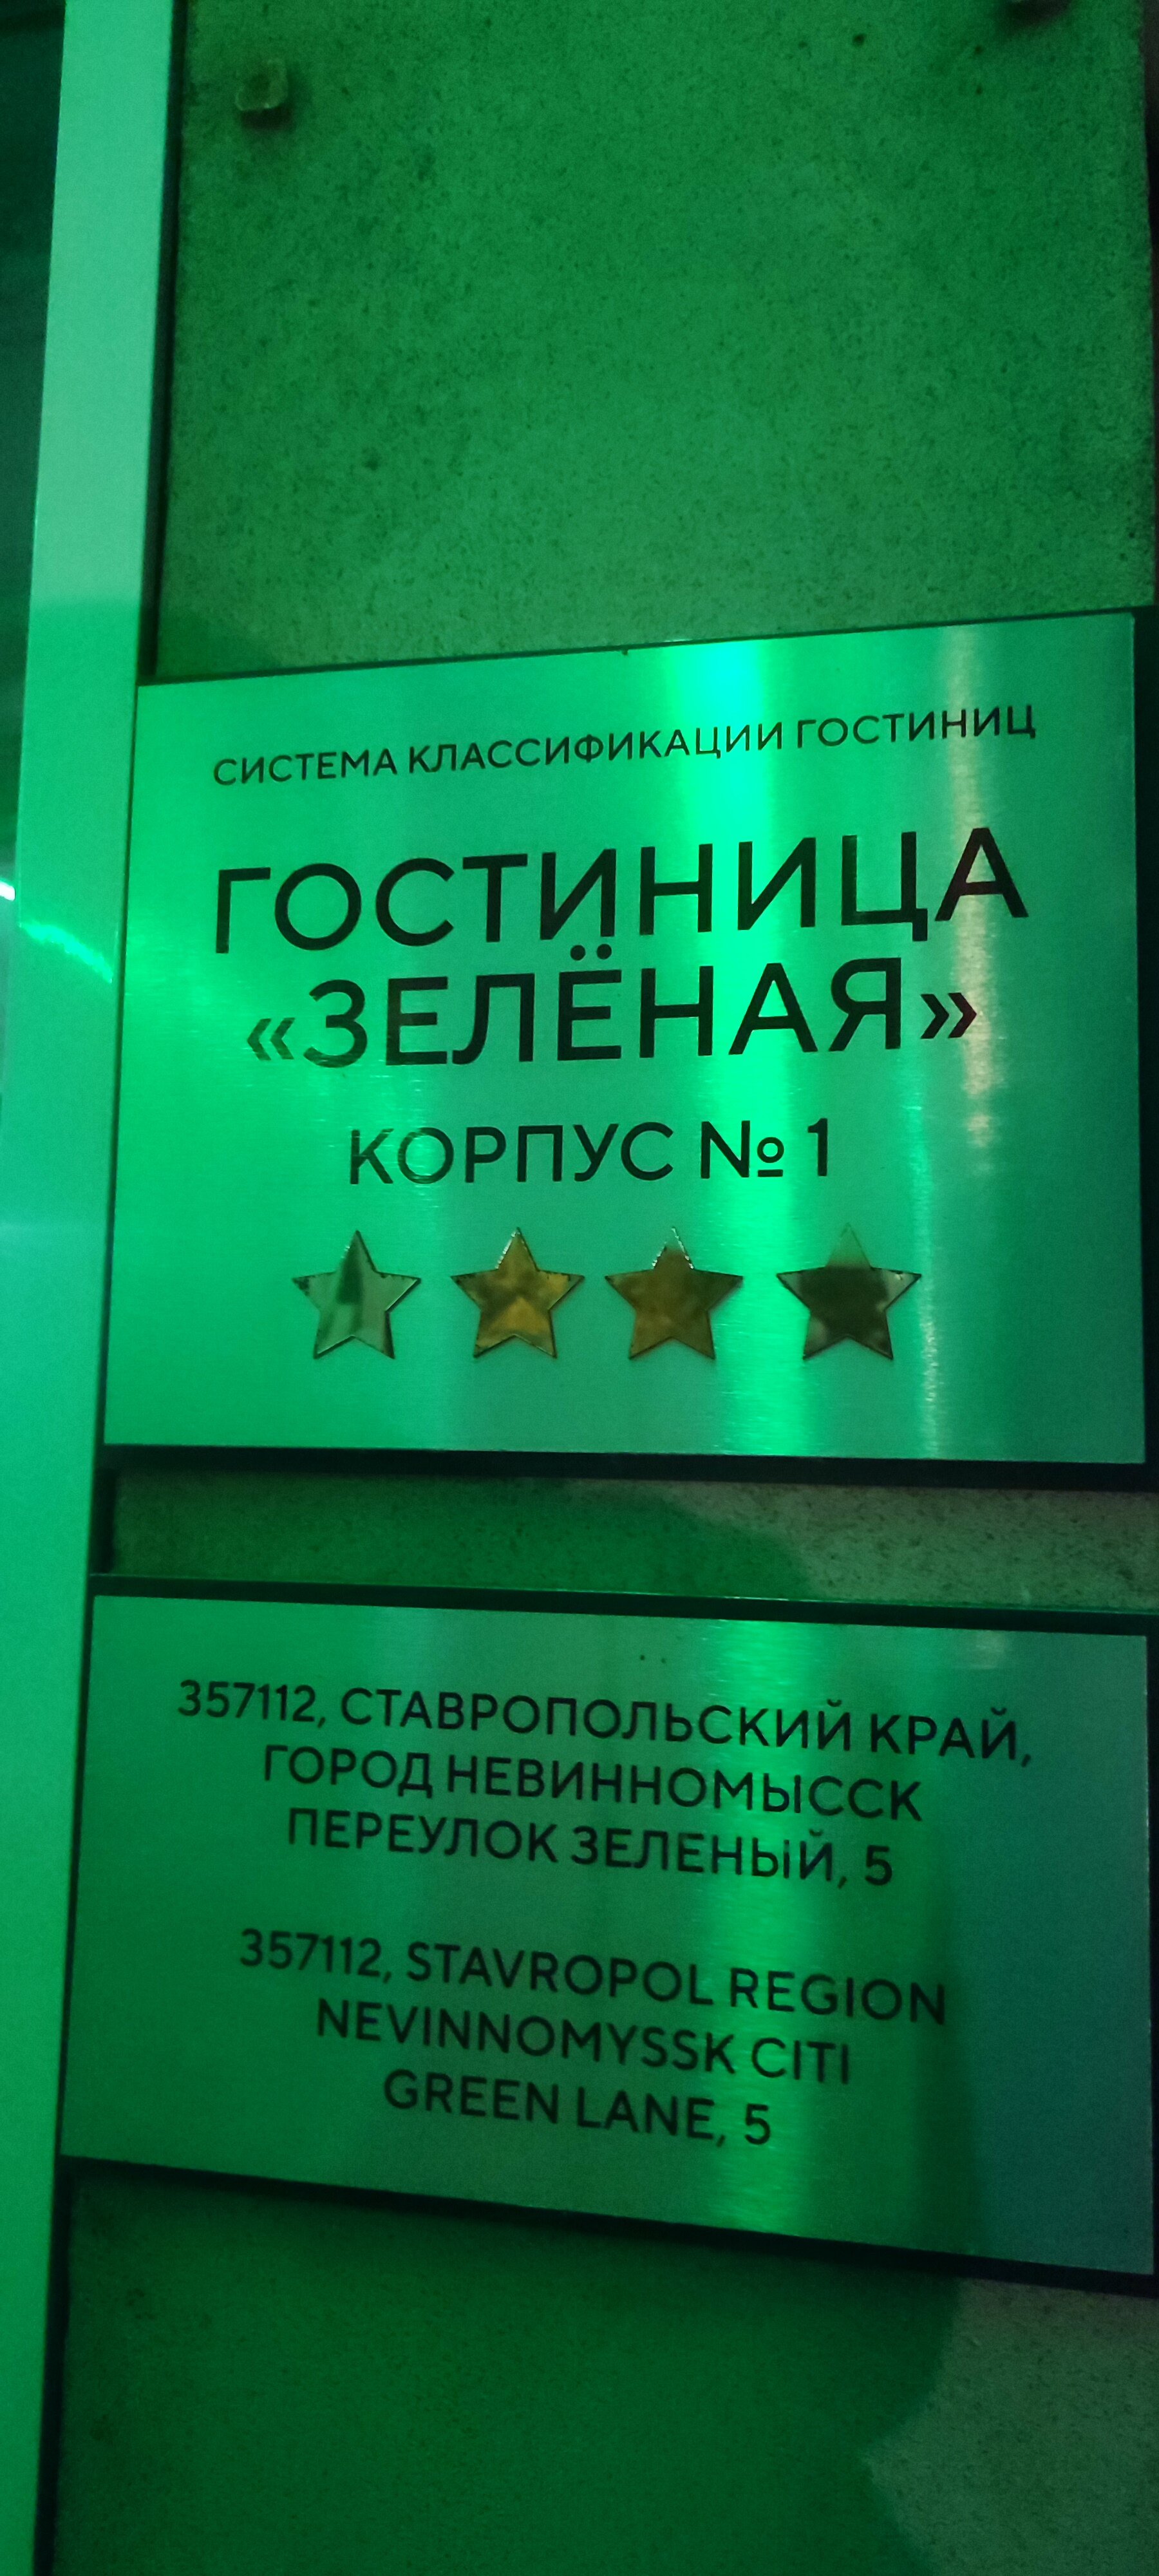 СИСТЕМА КЛАССИФИКАЦИИ ГОСТИНИЦ
ГОСТИНИЦА
«ЗЕЛЁНАЯ»
КОРПУС № 1
357112, СТАВРОПОЛЬСКИЙ КРАЙ,
ГОРОД НЕВИННОМЫССК
ПЕРЕУЛОК ЗЕЛЕНЫЙ, 5
357112, STAVROPOL REGION
NEVINNOMYSSK CITI
GREEN LANE, 5